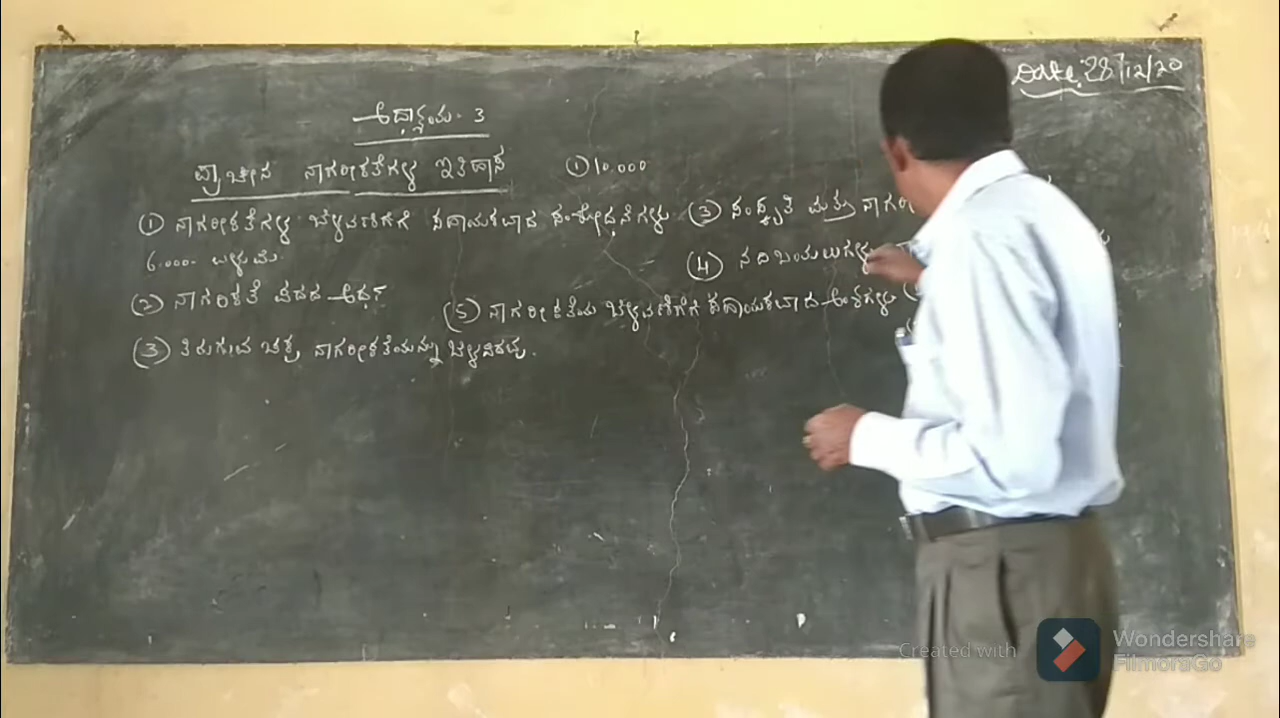 Date: 28/12/20
ಅಧ್ಯಾಯ - 3
ಪ್ರಾಚೀನ ನಾಗರೀಕತೆಗಳ ಇತಿಹಾಸ
① 10.000
① ನಾಗರೀಕತೆಗಳ ಬೆಳವಣಿಗೆಗೆ ಸಹಾಯಕವಾದ ಸಂಶೋಧನೆಗಳು
6.000
② ನಾಗರಿಕತೆ ಪದದ ಅರ್ಥ
③ ತಿರುಗುವ ಚಕ್ರ ನಾಗರೀಕತೆಯನ್ನು
③ ಸಂಸ್ಕೃತಿ ಮತ್ತು
④ ನದಿ ಬಯಲುಗಳು
⑤ ನಾಗರೀಕತೆಯ ಬೆಳವಣಿಗೆಗೆ ಸಹಾಯಕವಾದ ಅಂಶಗಳು
Created with
Wondershare
FilmoraGo